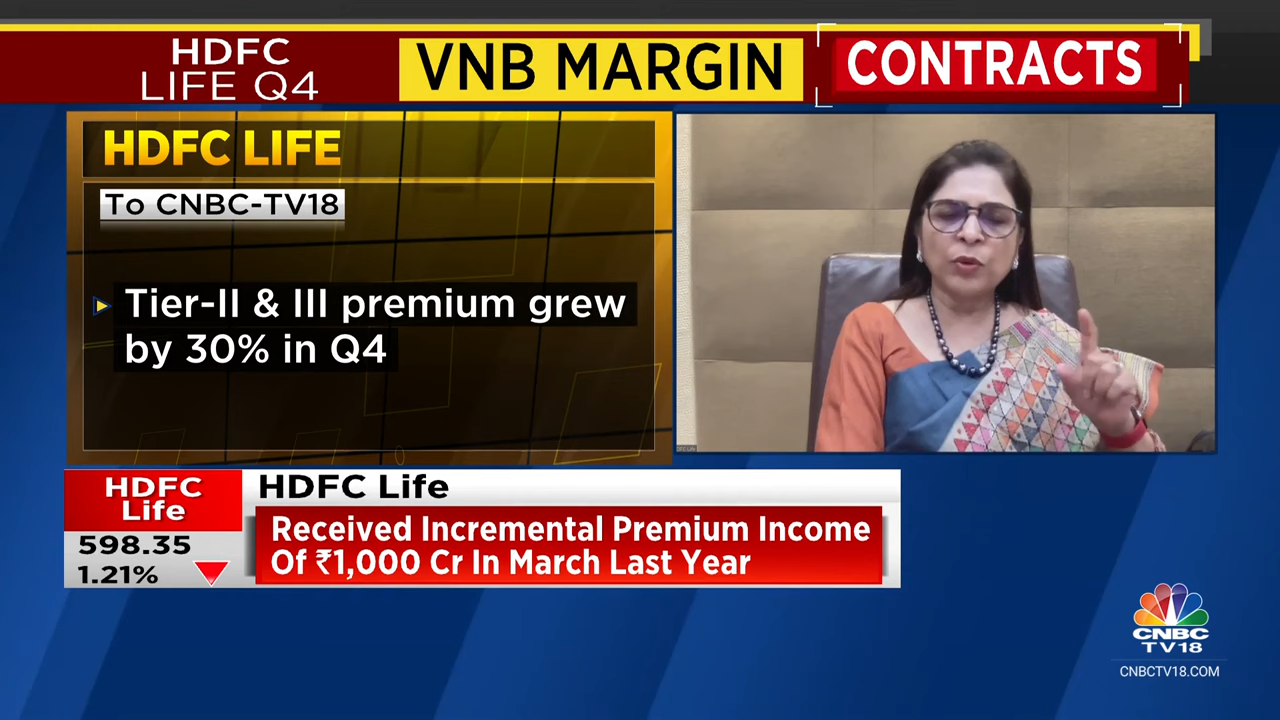 HDFC
LIFE Q4
VNB MARGIN
CONTRACTS
HDFC LIFE
To CNBC-TV18
Tier-II & III premium grew
by 30% in Q4
HDFC
Life
598.35
1.21%
HDFC Life
Received Incremental Premium Income
Of ₹1,000 Cr In March Last Year
CNBC
TV18
CNBCTV18.COM